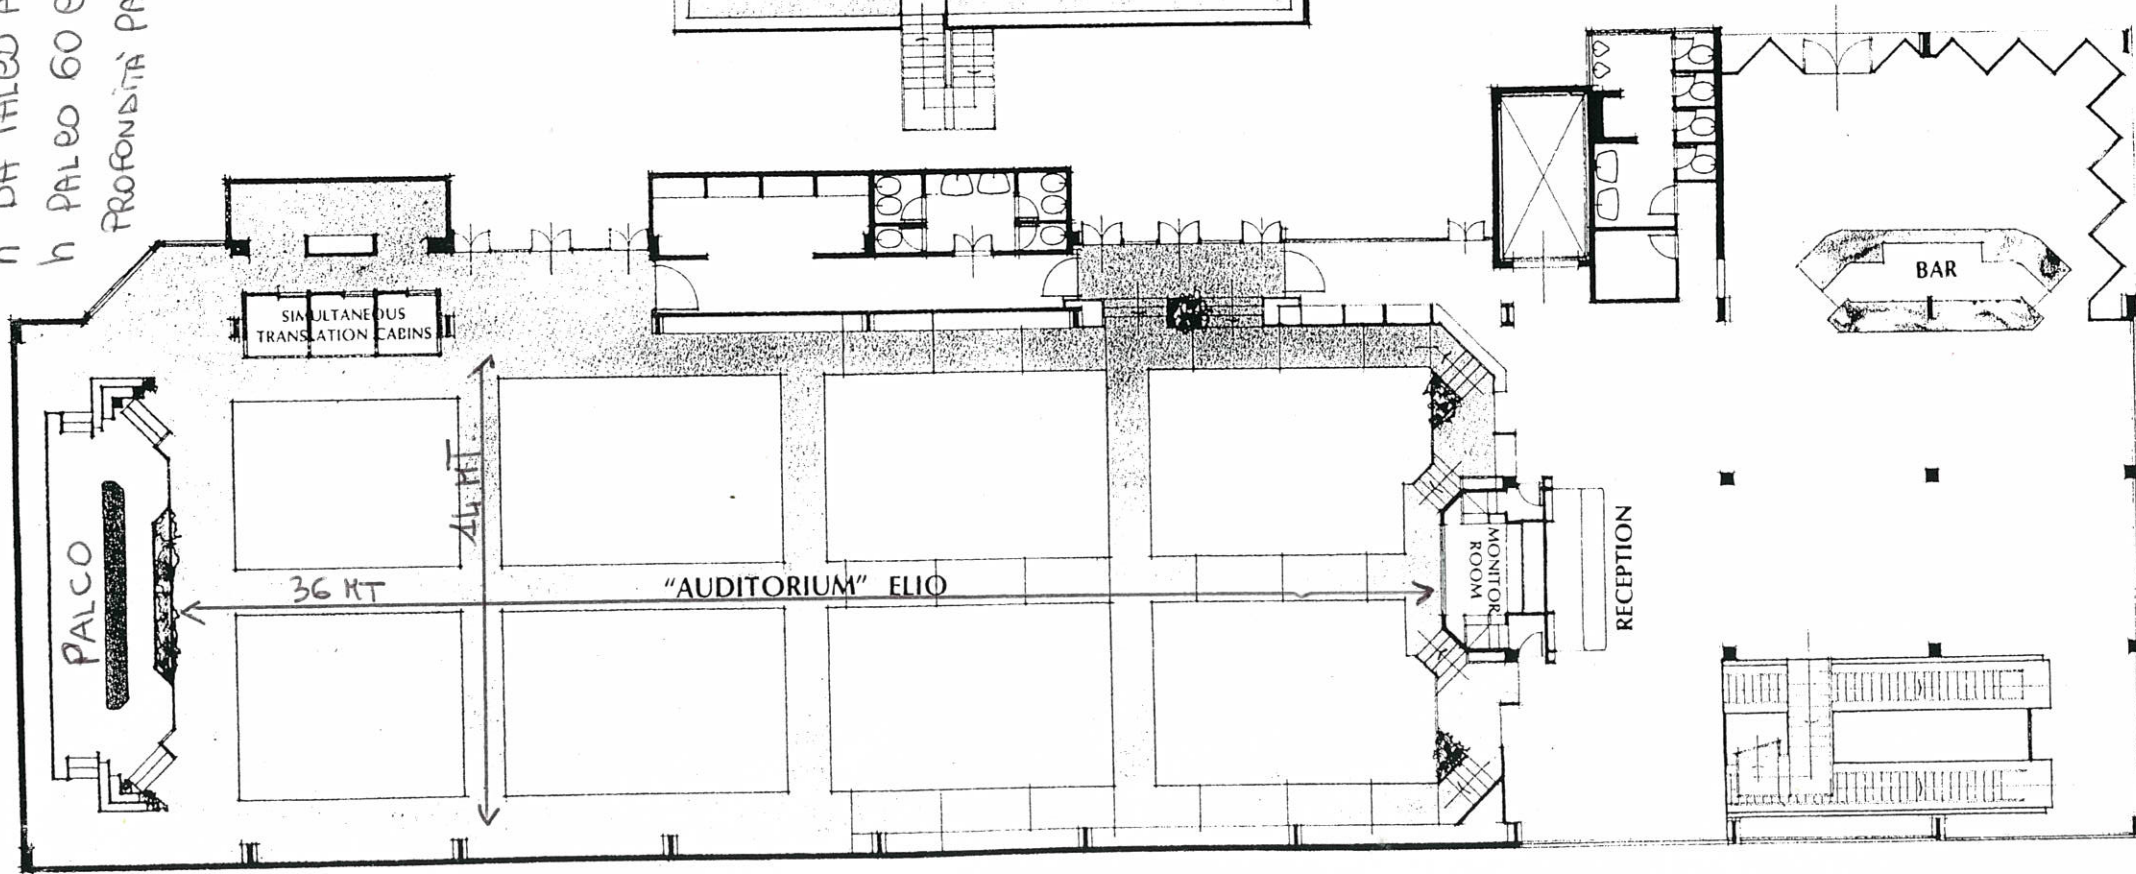 h PALCO 60
PROFONDITÀ
SIMULTANEOUS
TRANSLATION CABINS
BAR
14 MT
PALCO
36 MT
"AUDITORIUM" ELIO
MONITOR
ROOM
RECEPTION